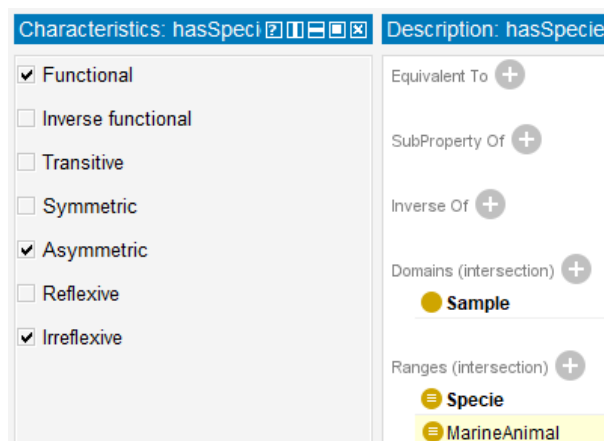 Characteristics: hasSpeci
Functional
Inverse functional
Transitive
Symmetric
Asymmetric
Reflexive
Irreflexive
Description: hasSpecie
Equivalent To
SubProperty Of
Inverse Of
Domains (intersection)
Sample
Ranges (intersection)
Specie
MarineAnimal